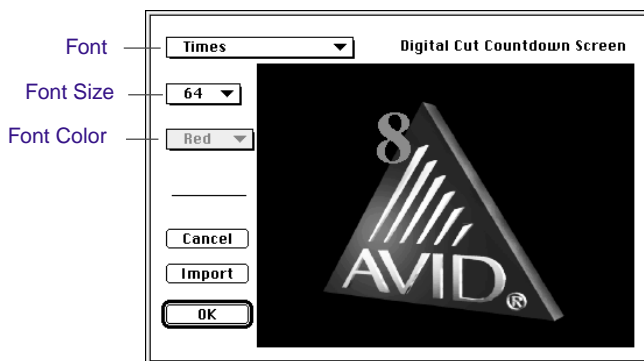 Font
Times
Digital Cut Countdown Screen
Font Size
64
Font Color
Red
8
AVID®
Cancel
Import
OK